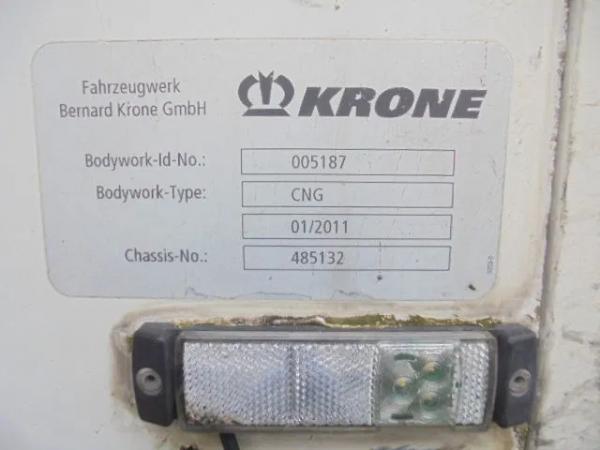 Fahrzeugwerk
Bernard Krone GmbH
KRONE
Bodywork-Id-No.: 005187
Bodywork-Type: CNG
01/2011
Chassis-No.: 485132